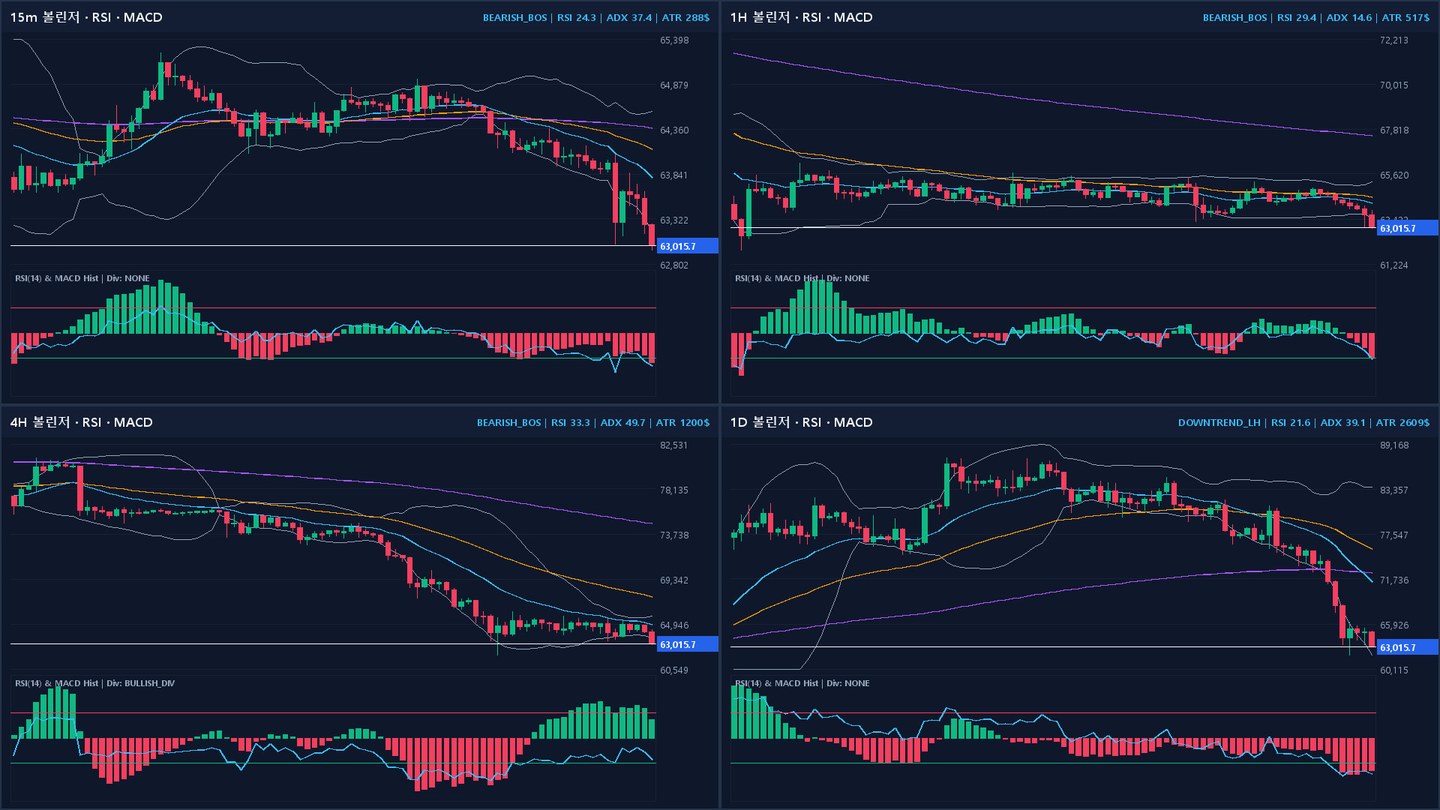 15m 볼린저 · RSI · MACD
BEARISH_BOS | RSI 24.3 | ADX 37.4 | ATR 288$
65,398
64,879
64,360
63,841
63,322
63,015.7
62,802
RSI(14) & MACD Hist | Div: NONE
1H 볼린저 · RSI · MACD
BEARISH_BOS | RSI 29.4 | ADX 14.6 | ATR 517$
72,213
70,015
67,818
65,620
63,015.7
61,224
RSI(14) & MACD Hist | Div: NONE
4H 볼린저 · RSI · MACD
BEARISH_BOS | RSI 33.3 | ADX 49.7 | ATR 1200$
82,531
78,135
73,738
69,342
64,946
63,015.7
60,549
RSI(14) & MACD Hist | Div: BULLISH_DIV
1D 볼린저 · RSI · MACD
DOWNTREND_LH | RSI 21.6 | ADX 39.1 | ATR 2609$
89,168
83,357
77,547
71,736
65,926
63,015.7
60,115
RSI(14) & MACD Hist | Div: NONE